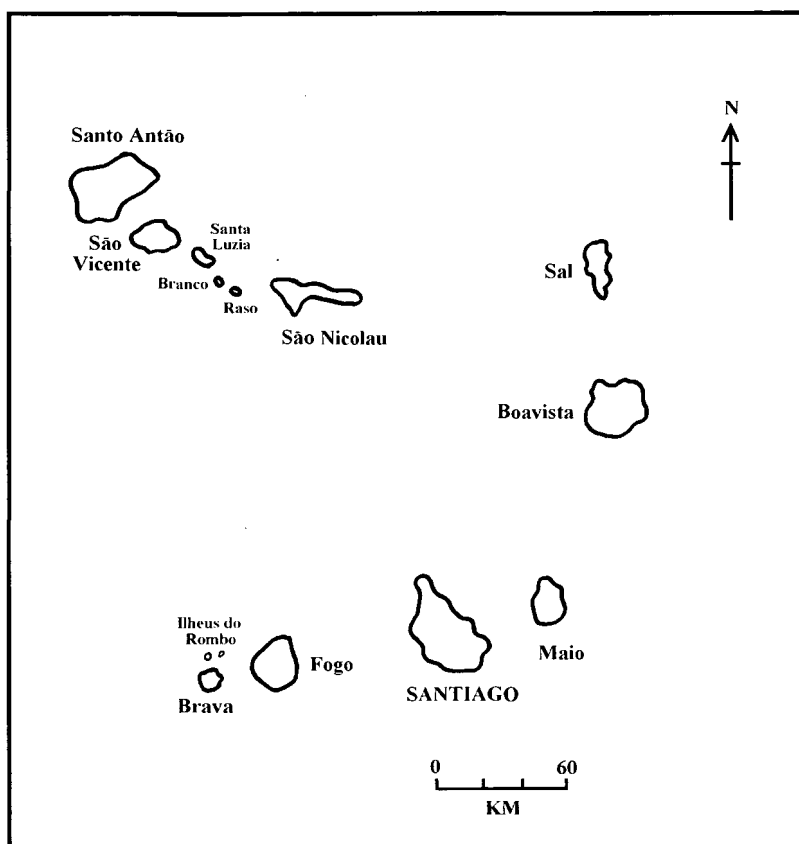 N
Santo Antão
São
Vicente
Santa
Luzia
Branco
Raso
São Nicolau
Sal
Boavista
Ilheus do
Rombo
Brava
Fogo
SANTIAGO
Maio
0 60
KM